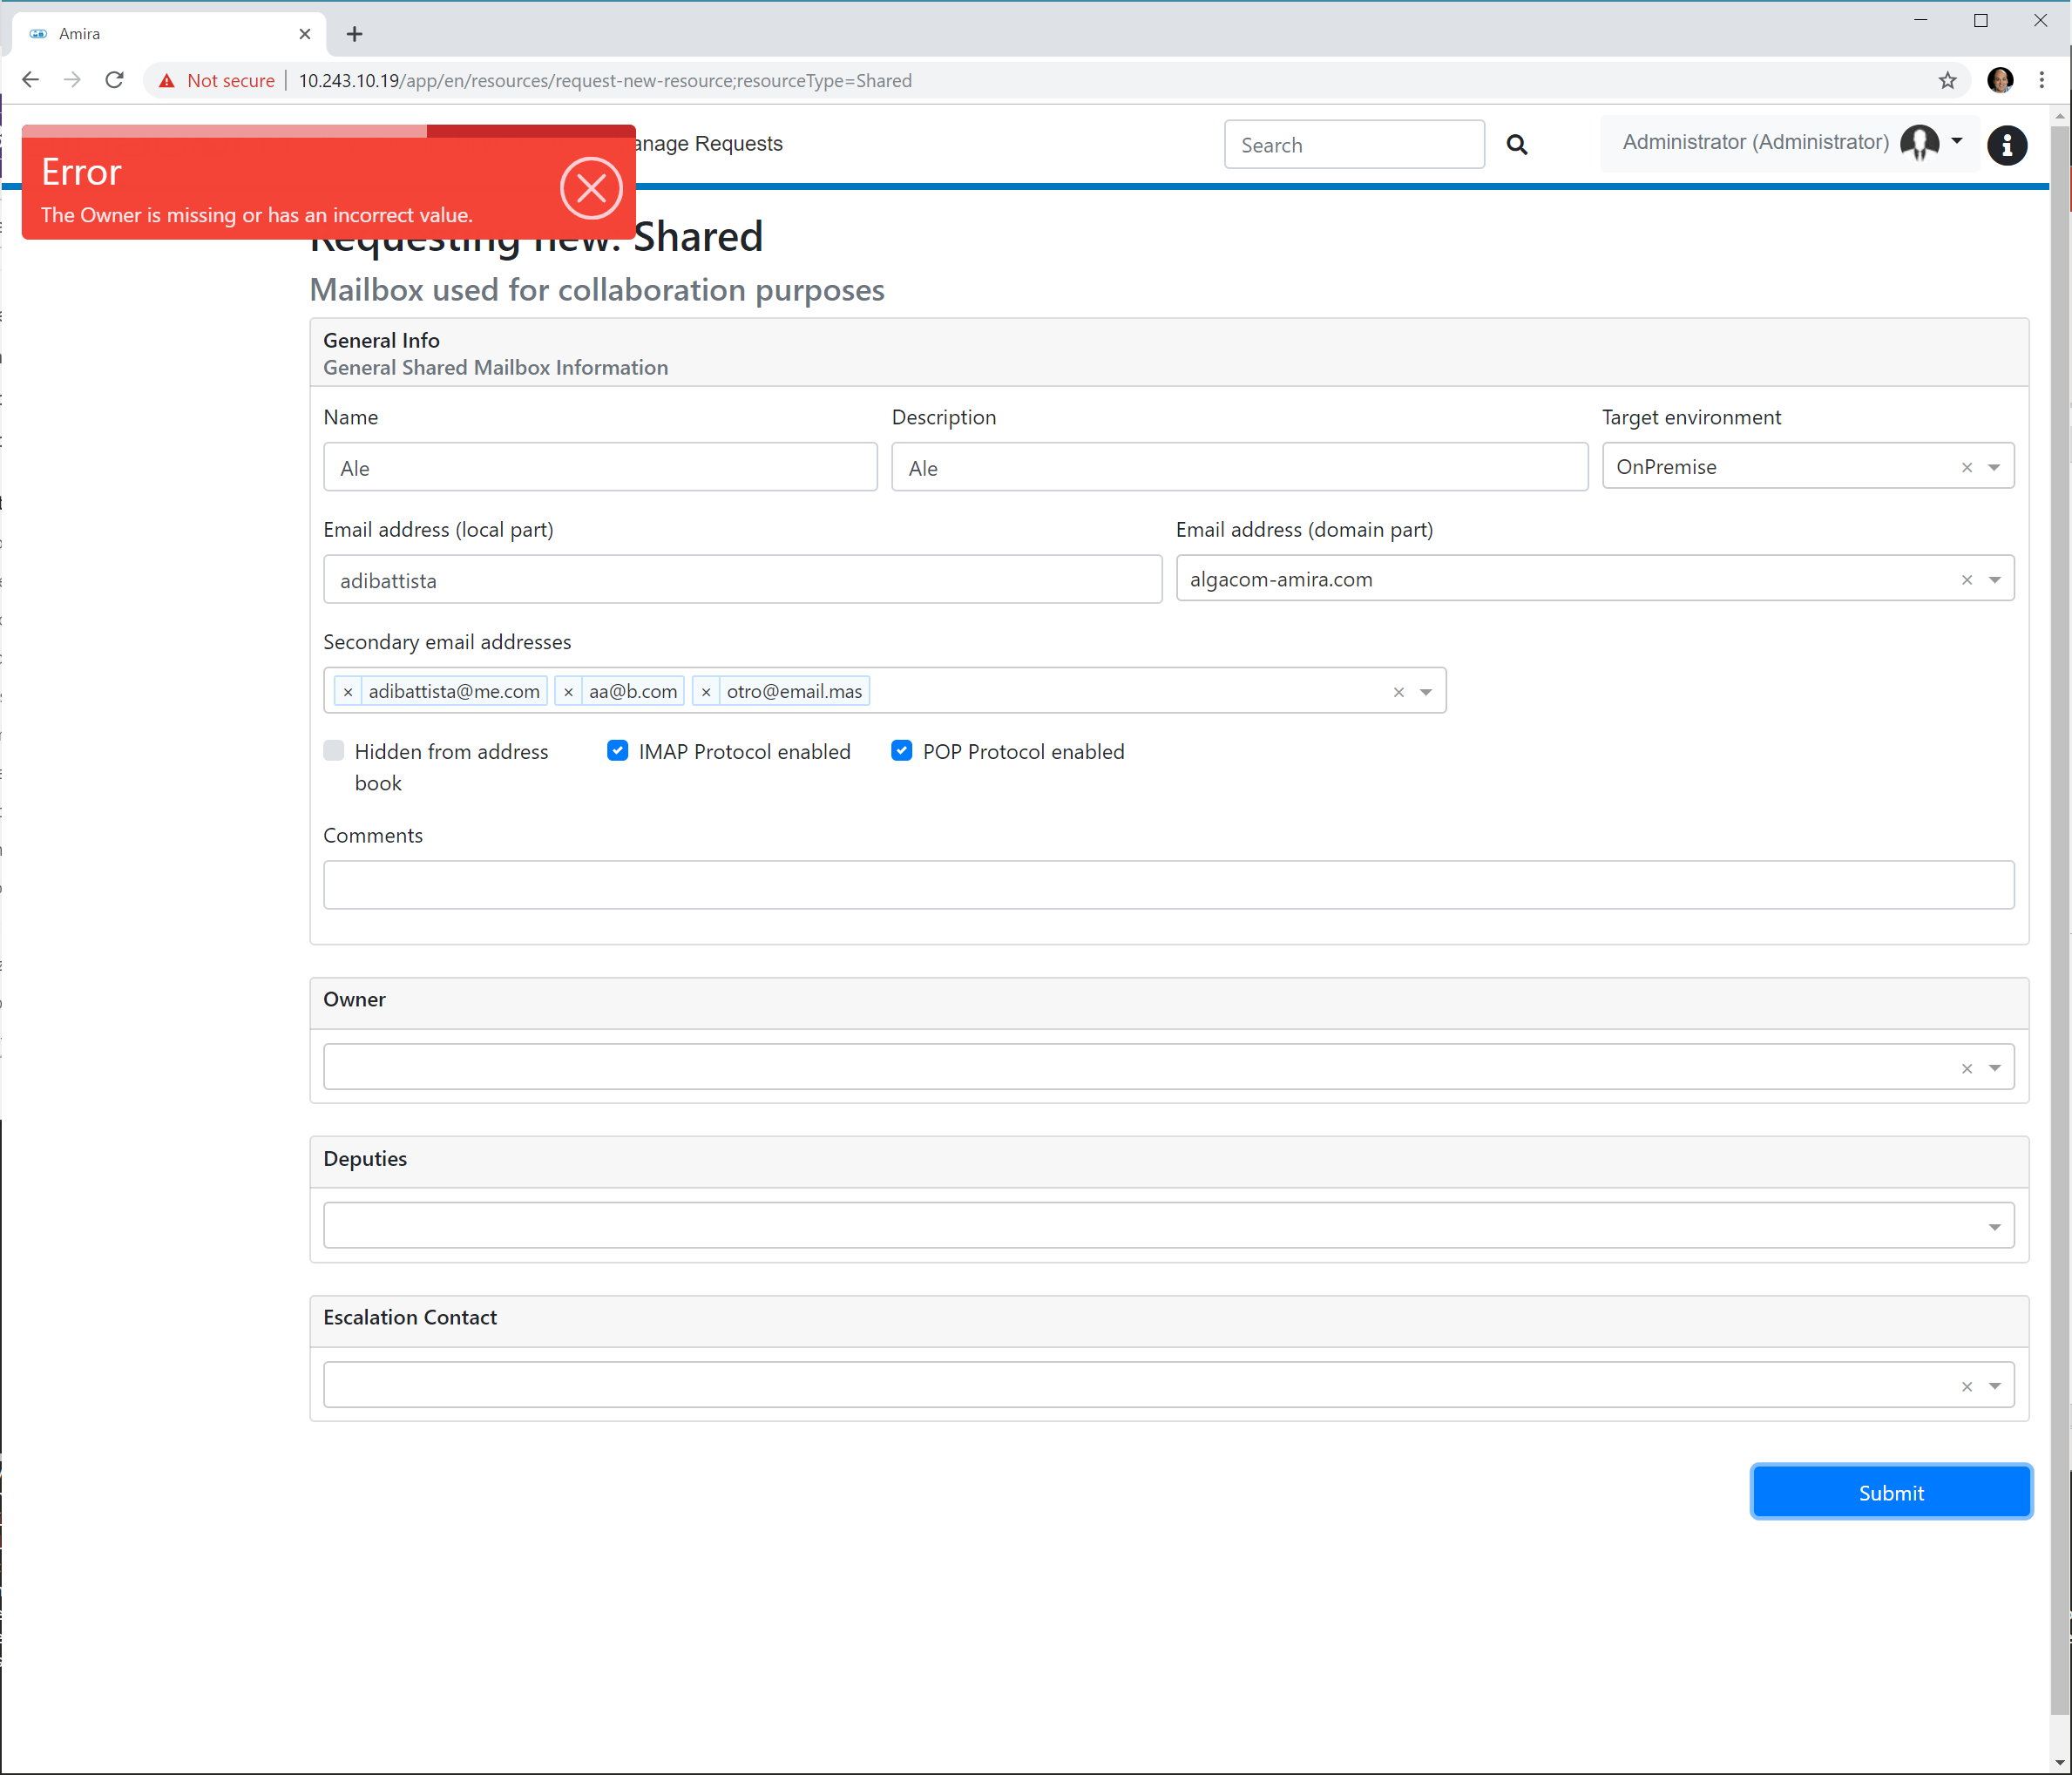 Amira
Not secure | 10.243.10.19/app/en/resources/request-new-resource;resourceType=Shared
anage Requests
Search
Administrator (Administrator)
Error
The Owner is missing or has an incorrect value.
Requesting new: Shared
Mailbox used for collaboration purposes
General Info
General Shared Mailbox Information
Name
Description
Target environment
Ale
Ale
OnPremise
Email address (local part)
Email address (domain part)
adibattista
algacom-amira.com
Secondary email addresses
adibattista@me.com
aa@b.com
otro@email.mas
Hidden from address
book
IMAP Protocol enabled
POP Protocol enabled
Comments
Owner
Deputies
Escalation Contact
Submit